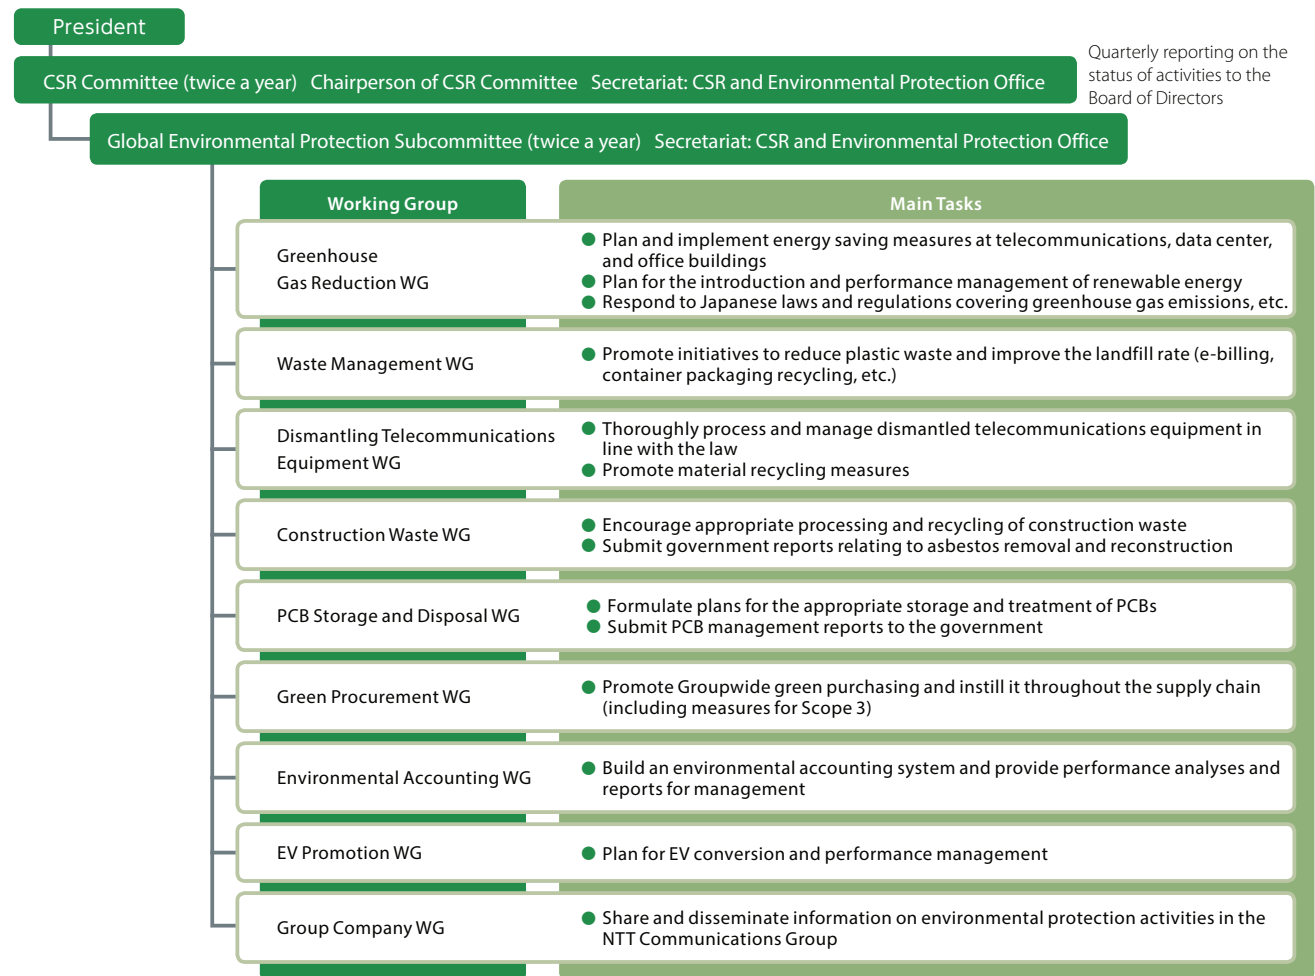 President
Quarterly reporting on the
status of activities to the
Board of Directors
CSR Committee (twice a year) Chairperson of CSR Committee Secretariat: CSR and Environmental Protection Office
Global Environmental Protection Subcommittee (twice a year) Secretariat: CSR and Environmental Protection Office
Working Group
Main Tasks
Greenhouse
Gas Reduction WG
● Plan and implement energy saving measures at telecommunications, data center,
and office buildings
● Plan for the introduction and performance management of renewable energy
● Respond to Japanese laws and regulations covering greenhouse gas emissions, etc.
Waste Management WG
● Promote initiatives to reduce plastic waste and improve the landfill rate (e-billing,
container packaging recycling, etc.)
Dismantling Telecommunications
Equipment WG
● Thoroughly process and manage dismantled telecommunications equipment in
line with the law
● Promote material recycling measures
Construction Waste WG
● Encourage appropriate processing and recycling of construction waste
● Submit government reports relating to asbestos removal and reconstruction
PCB Storage and Disposal WG
● Formulate plans for the appropriate storage and treatment of PCBs
● Submit PCB management reports to the government
Green Procurement WG
● Promote Groupwide green purchasing and instill it throughout the supply chain
(including measures for Scope 3)
Environmental Accounting WG
● Build an environmental accounting system and provide performance analyses and
reports for management
EV Promotion WG
● Plan for EV conversion and performance management
Group Company WG
● Share and disseminate information on environmental protection activities in the
NTT Communications Group